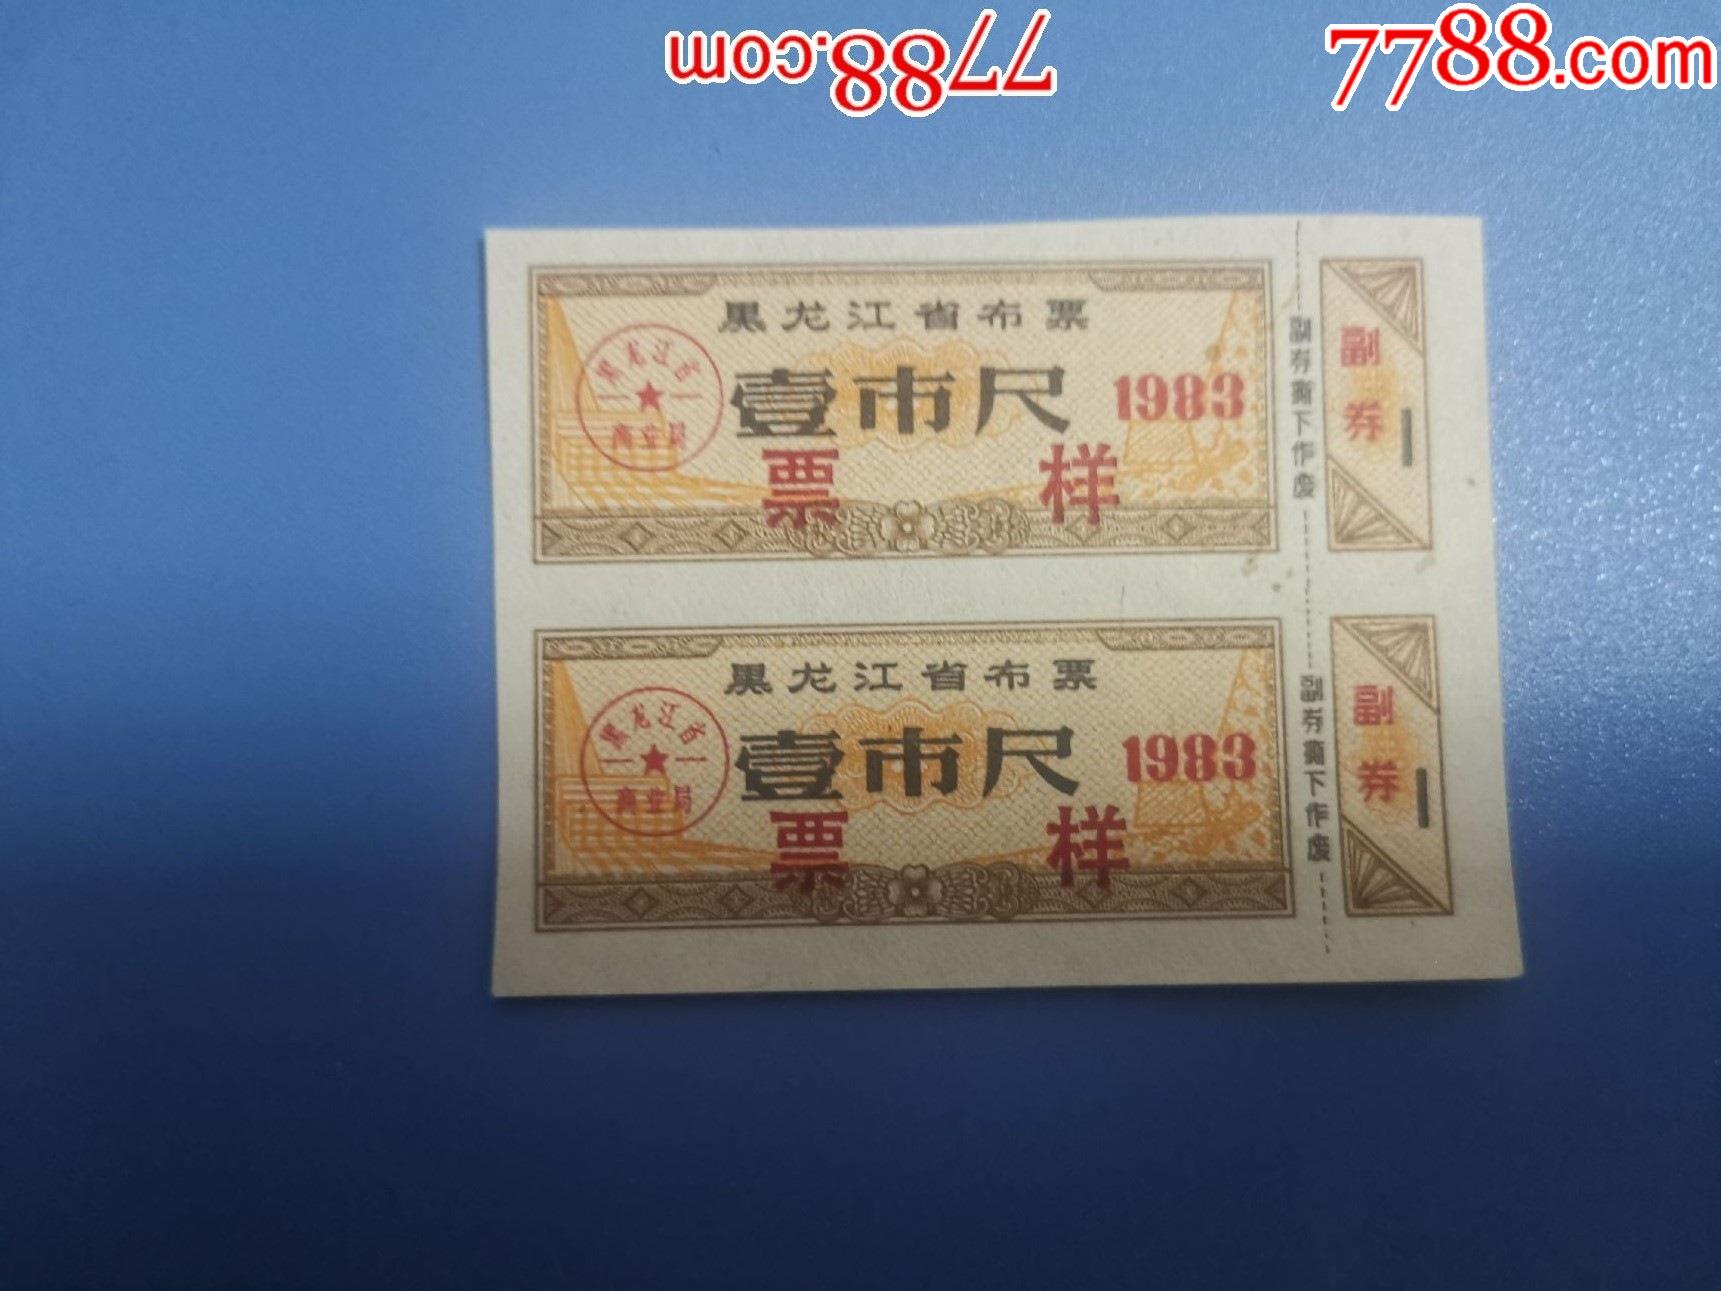 7788.com
7788.com
黑龙江省布票
黑龙江省
商业局
壹市尺
1983
票 样
副券撕下作废
副券
黑龙江省布票
黑龙江省
商业局
壹市尺
1983
票 样
副券撕下作废
副券